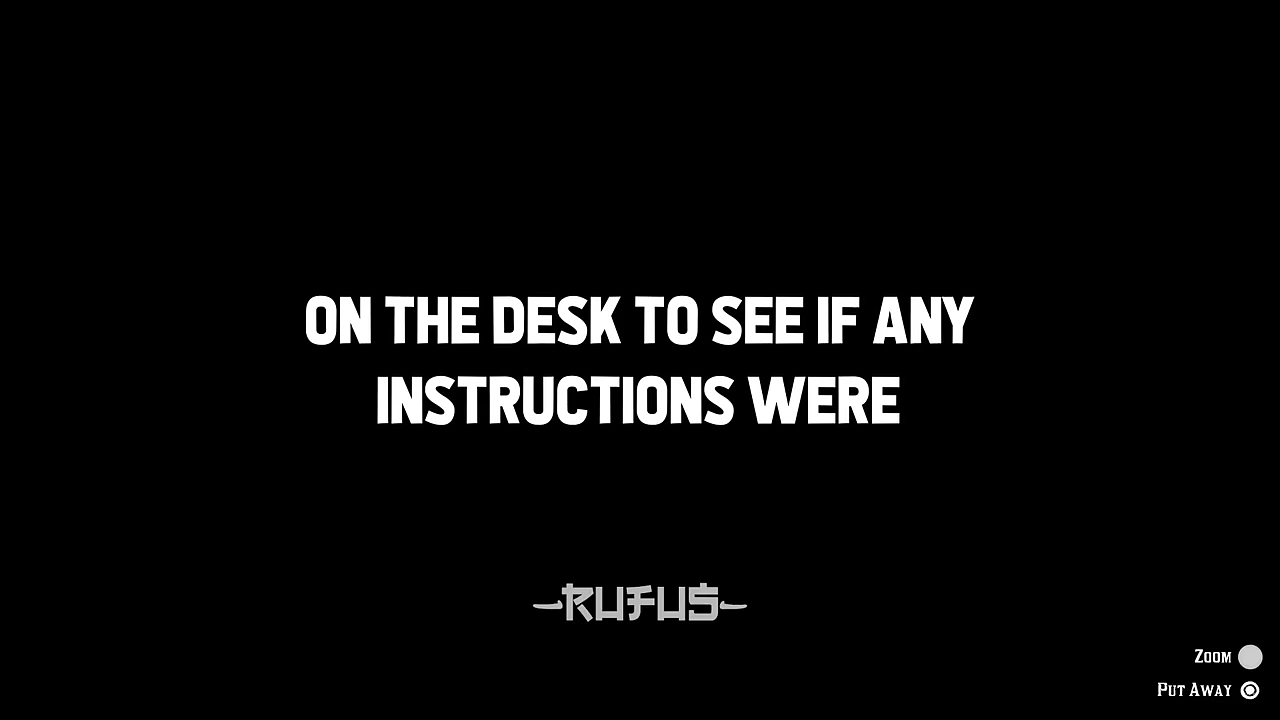 ON THE DESK TO SEE IF ANY
INSTRUCTIONS WERE
-RUFUS-
ZOOM
PUT AWAY